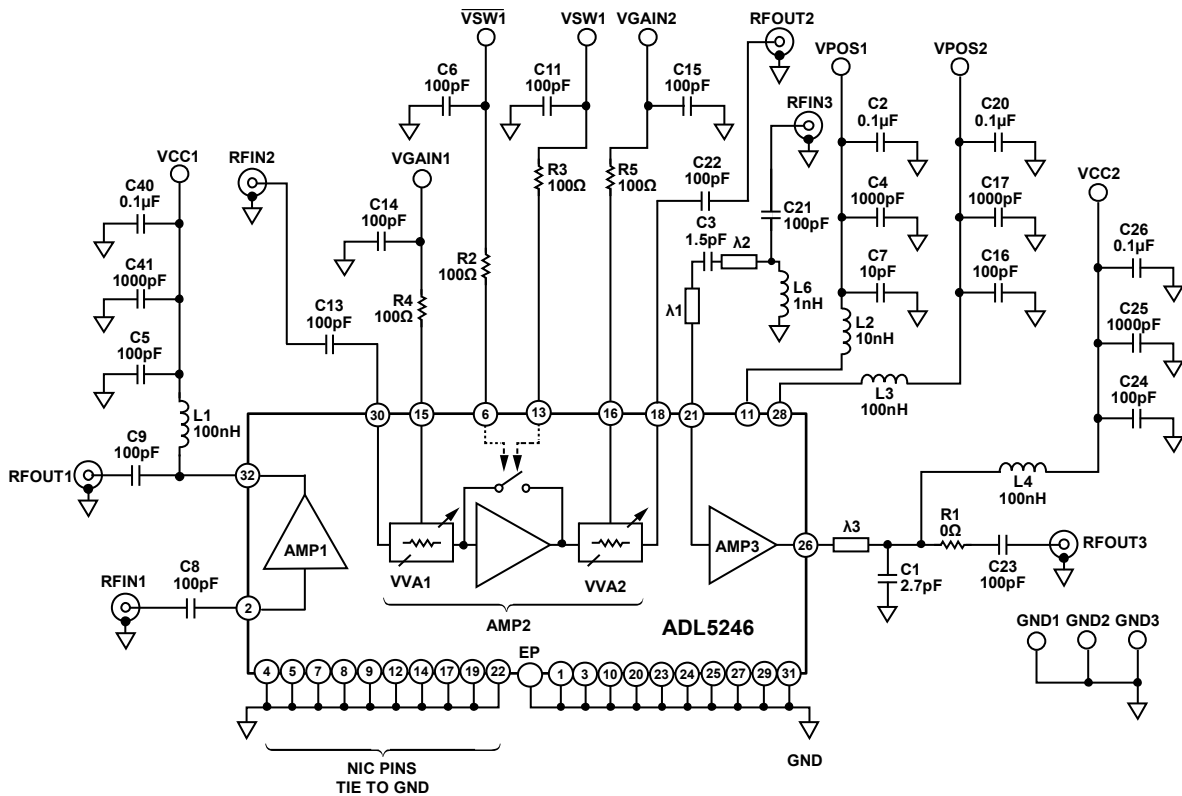 VSW1
VSW1
VGAIN2
RFOUT2
VPOS1
VPOS2
C6
100pF
C11
100pF
C15
100pF
RFIN3
C2
0.1µF
C20
0.1µF
VCC1
RFIN2
VGAIN1
R3
100Ω
R5
100Ω
C22
100pF
VCC2
C40
0.1µF
C14
100pF
C21
100pF
C4
1000pF
C17
1000pF
C3
1.5pF
λ2
C26
0.1µF
C41
1000pF
R2
100Ω
C7
10pF
C16
100pF
L6
1nH
R4
100Ω
λ1
C13
100pF
L2
10nH
C25
1000pF
C5
100pF
L3
100nH
C24
100pF
L1
100nH
30
15
6
13
16
18
21
11
28
C9
100pF
RFOUT1
32
L4
100nH
AMP1
AMP3
26
λ3
R1
0Ω
RFOUT3
C23
100pF
C1
2.7pF
VVA1
VVA2
RFIN1
C8
100pF
2
AMP2
ADL5246
GND1
GND2
GND3
EP
4
5
7
8
9
12
14
17
19
22
1
3
10
20
23
24
25
27
29
31
GND
NIC PINS
TIE TO GND